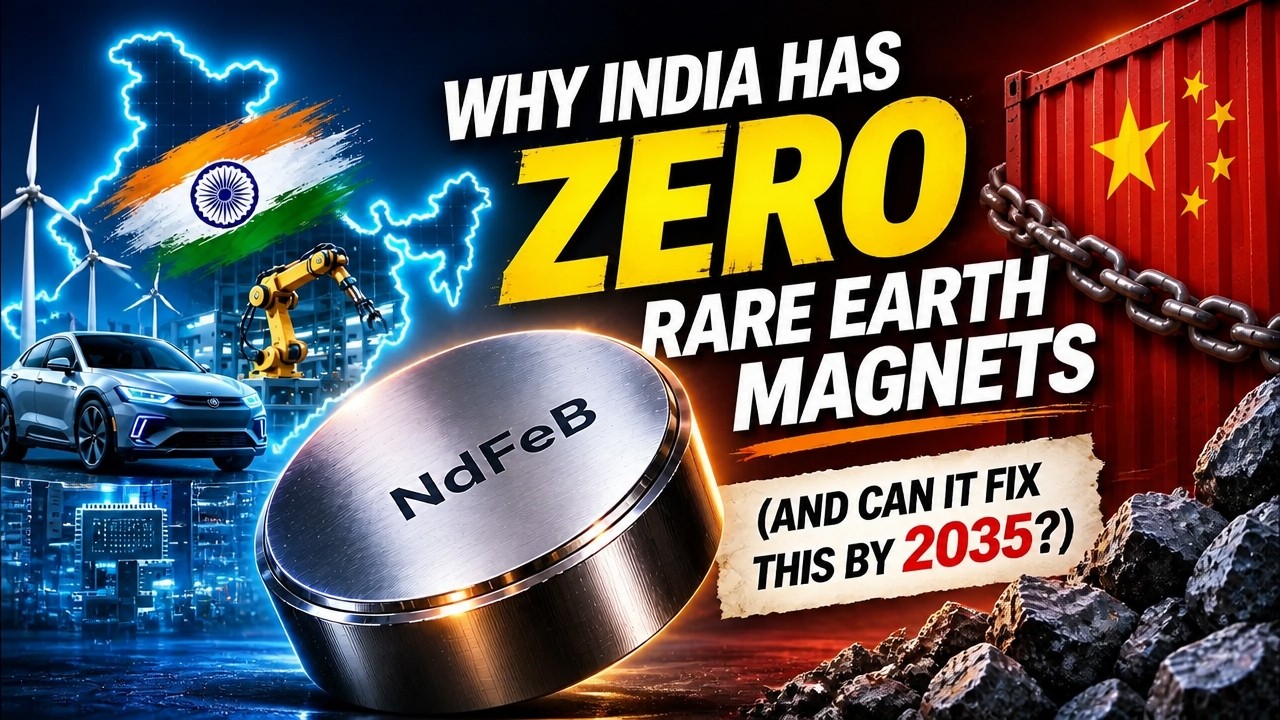 WHY INDIA HAS
ZERO
RARE EARTH
MAGNETS
(AND CAN IT FIX
THIS BY 2035?)
NdFeB